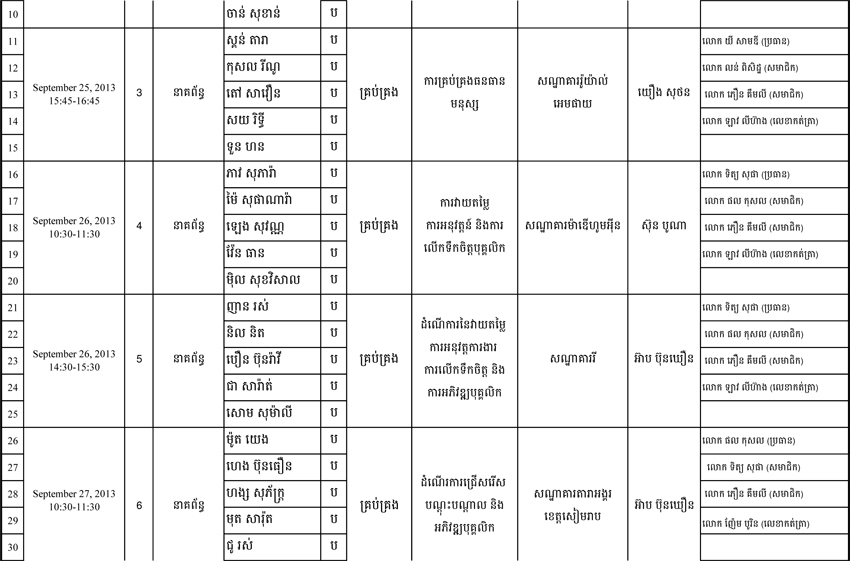 10 ចាន់ សុខាន់ ប
11 ស្ពន់ តារា ប លោក យី សាមឌី (ប្រធាន)
12 កុសល រីណូ ប លោក លន់ ពិសិដ្ឋ (សមាជិក)
September 25, 2013 15:45-16:45 3 នាគព័ន្ធ គ្រប់គ្រង ការគ្រប់គ្រងធនធានមនុស្ស សណ្ឋាគាររ៉ូយ៉ាល់អេមផាយ យឿង សុថន
13 តៅ សាវឿន ប លោក ភឿន គឹមលី (សមាជិក)
14 សយ រិទ្ធី ប លោក ឡាវ លីហ៊ាង (លេខាកត់ត្រា)
15 ទួន ហន ប
16 ភាវ សុភារ៉ា ប លោក ទិត្យ សុផា (ប្រធាន)
17 ម៉ៃ សុផាណារ៉ា ប លោក ផល កុសល (សមាជិក)
September 26, 2013 10:30-11:30 4 នាគព័ន្ធ គ្រប់គ្រង ការវាយតម្លៃការអនុវត្តន៍ និងការលើកទឹកចិត្តបុគ្គលិក សណ្ឋាគារម៉ាឌើហូមអ៊ីន ស៊ុន បូណា
18 ឡេង សុវណ្ណ ប លោក ភឿន គឹមលី (សមាជិក)
19 វ៉ែន ធាន ប លោក ឡាវ លីហ៊ាង (លេខាកត់ត្រា)
20 ម៉ិល សុខវិសាល ប
21 ញាន រស់ ប លោក ទិត្យ សុផា (ប្រធាន)
22 និល និត ប លោក ផល កុសល (សមាជិក)
September 26, 2013 14:30-15:30 5 នាគព័ន្ធ គ្រប់គ្រង ដំណើការនៃវាយតម្លៃការអនុវត្តការងារ ការលើកទឹកចិត្ត និងការអភិវឌ្ឍបុគ្គលិក សណ្ឋាគាររី អ៊ាប ប៊ុនឃឿន
23 បឿន ប៊ុនរ៉ាវី ប លោក ភឿន គឹមលី (សមាជិក)
24 ជា សារ៉ាត់ ប លោក ឡាវ លីហ៊ាង (លេខាកត់ត្រា)
25 សោម សុម៉ាលី ប
26 ម៉ូត យេង ប លោក ផល កុសល (ប្រធាន)
27 ហេង ប៊ុនធឿន ប លោក ទិត្យ សុផា (សមាជិក)
September 27, 2013 10:30-11:30 6 នាគព័ន្ធ គ្រប់គ្រង ដំណើរការជ្រើសរើសបណ្តុះបណ្តាល និងអភិវឌ្ឍបុគ្គលិក សណ្ឋាគារតារាអង្គរខេត្តសៀមរាប អ៊ាប ប៊ុនឃឿន
28 ហង្ស សុភ័ក្ត្រ ប លោក ភឿន គឹមលី (សមាជិក)
29 មុត សារ៉ុត ប លោក ញ៉ែម បូរិន (លេខាកត់ត្រា)
30 ជូ រស់ ប